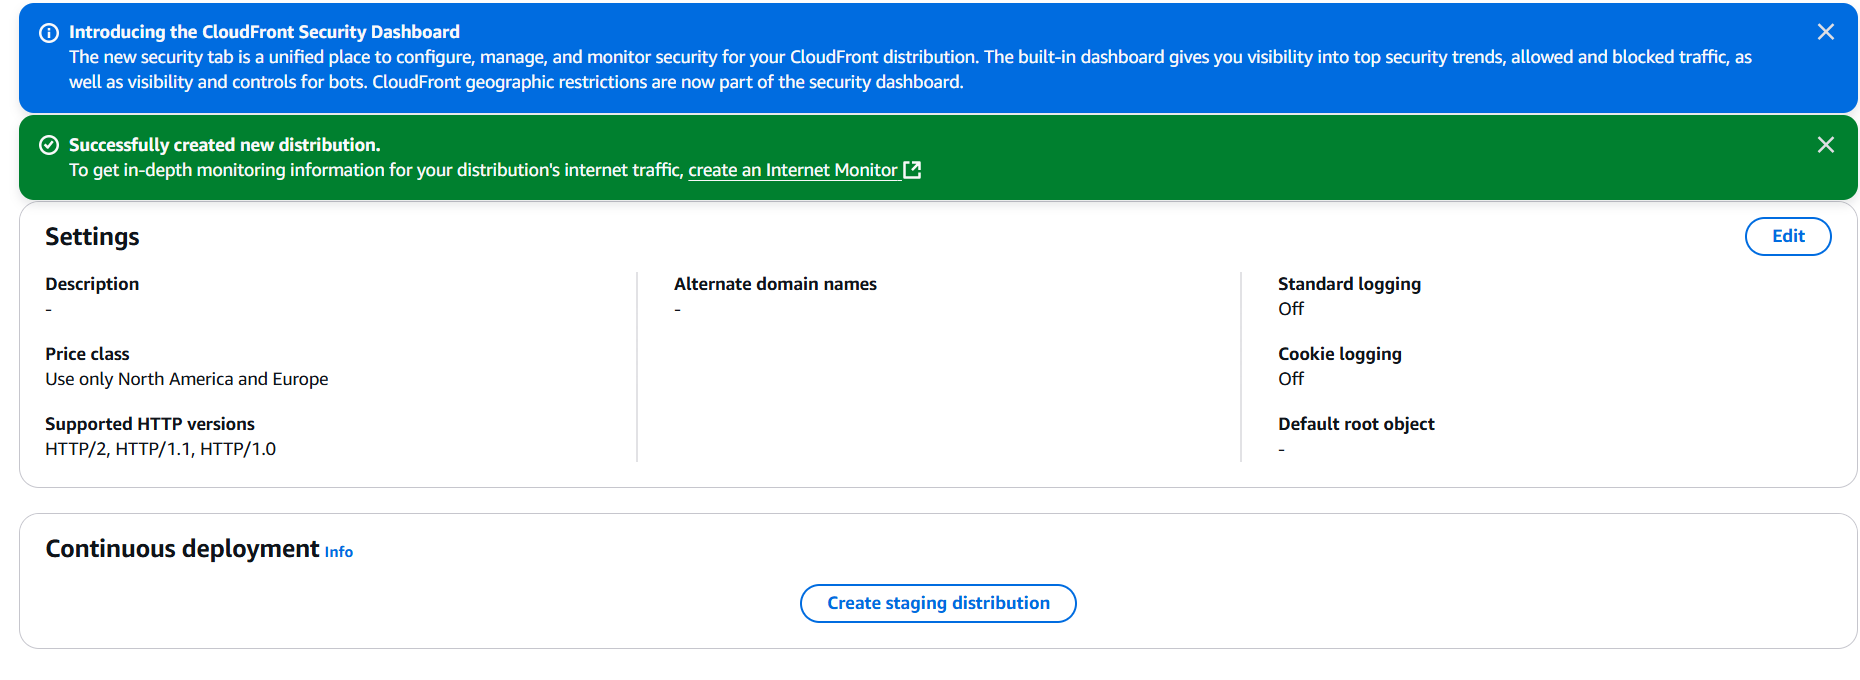 Introducing the CloudFront Security Dashboard
The new security tab is a unified place to configure, manage, and monitor security for your CloudFront distribution. The built-in dashboard gives you visibility into top security trends, allowed and blocked traffic, as
well as visibility and controls for bots. CloudFront geographic restrictions are now part of the security dashboard.
Successfully created new distribution.
To get in-depth monitoring information for your distribution's internet traffic, create an Internet Monitor
Settings
Edit
Description
-
Price class
Use only North America and Europe
Supported HTTP versions
HTTP/2, HTTP/1.1, HTTP/1.0
Alternate domain names
-
Standard logging
Off
Cookie logging
Off
Default root object
-
Continuous deployment Info
Create staging distribution